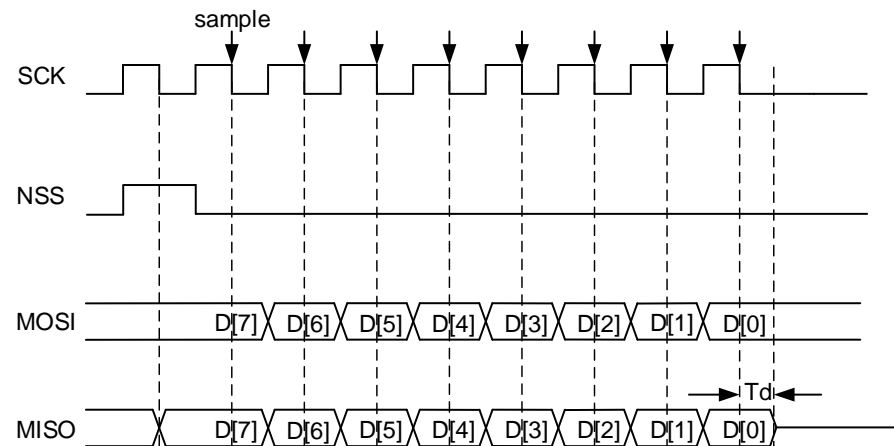 sample
SCK
NSS
MOSI D[7] D[6] D[5] D[4] D[3] D[2] D[1] D[0]
Td
MISO D[7] D[6] D[5] D[4] D[3] D[2] D[1] D[0]